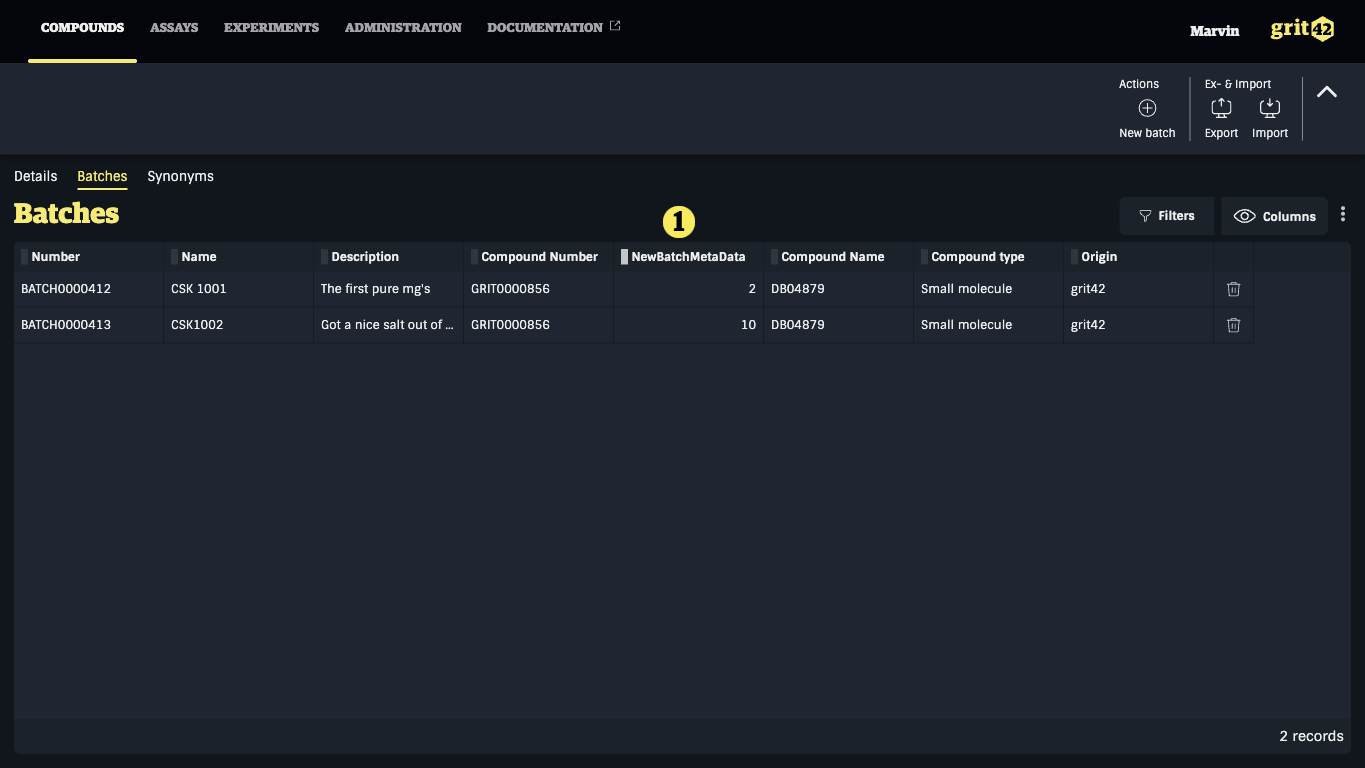 COMPOUNDS ASSAYS EXPERIMENTS ADMINISTRATION DOCUMENTATION Marvin grit42
Actions Ex- & Import
New batch Export Import
Details Batches Synonyms
Batches 1 Filters Columns
Number Name Description Compound Number NewBatchMetaData Compound Name Compound type Origin
BATCH0000412 CSK 1001 The first pure mg's GRIT0000856 2 DB04879 Small molecule grit42
BATCH0000413 CSK1002 Got a nice salt out of ... GRIT0000856 10 DB04879 Small molecule grit42
2 records